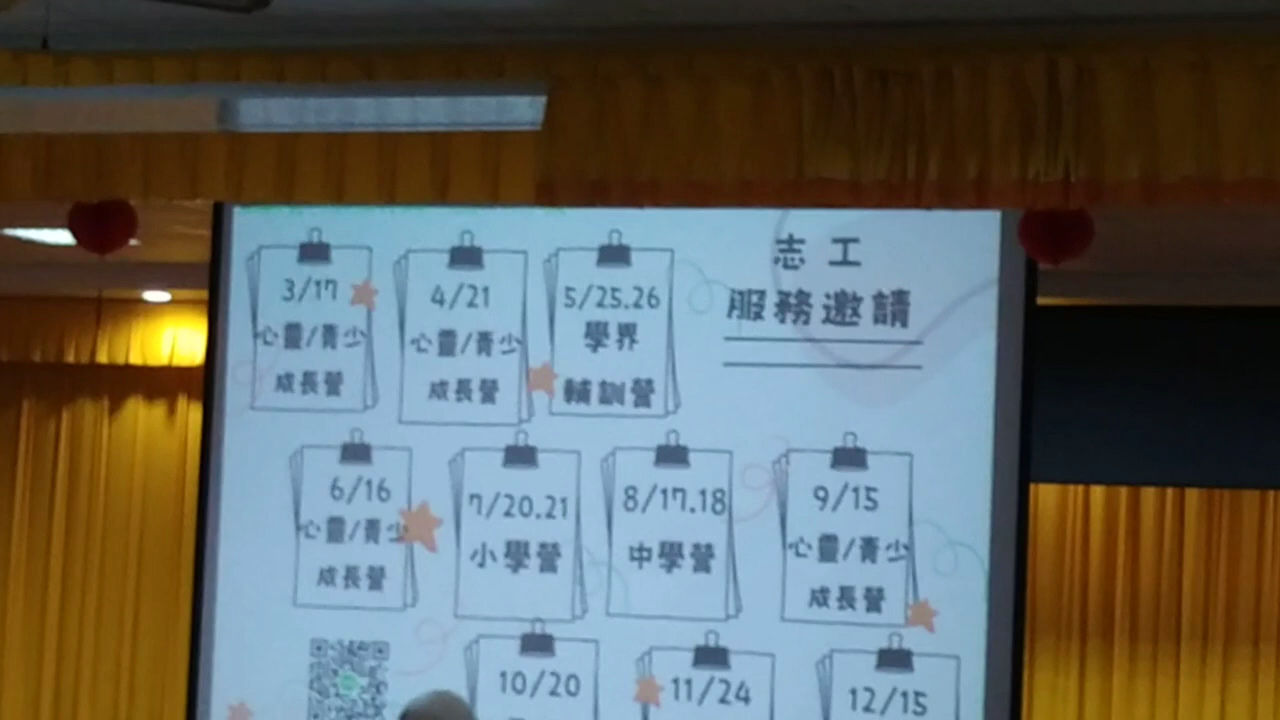 志工
服務邀請
3/17
心靈/青少
成長營
4/21
心靈/青少
成長營
5/25.26
學界
輔訓營
6/16
心靈/青少
成長營
7/20.21
小學營
8/17.18
中學營
9/15
心靈/青少
成長營
10/20
11/24
12/15